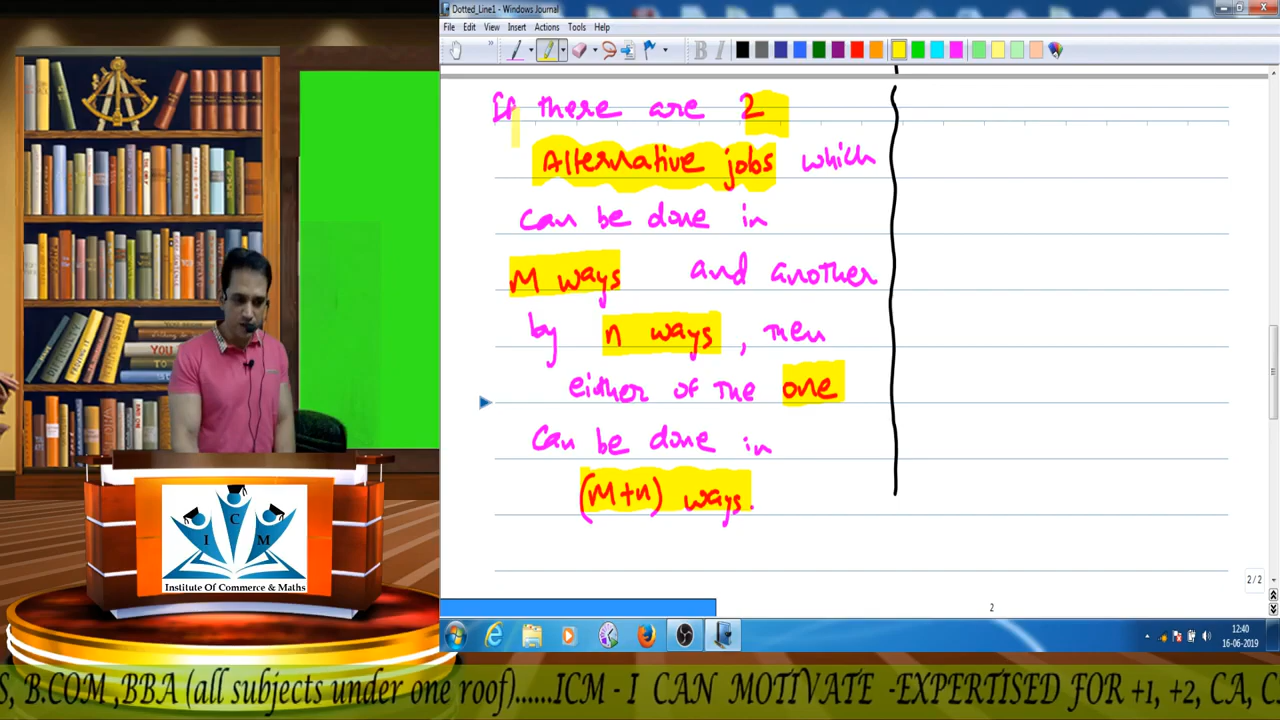 Dotted_Line1 - Windows Journal
File Edit View Insert Actions Tools Help
If there are 2
Alternative jobs which
can be done in
M ways and another
by n ways, then
either of the one
can be done in
(M+n) ways.
2 / 2
2
12:40
16-06-2019
YOU
I C M
Institute Of Commerce & Maths
S, B.COM ,BBA (all subjects under one roof)......ICM - I CAN MOTIVATE -EXPERTISED FOR +1, +2, CA, C